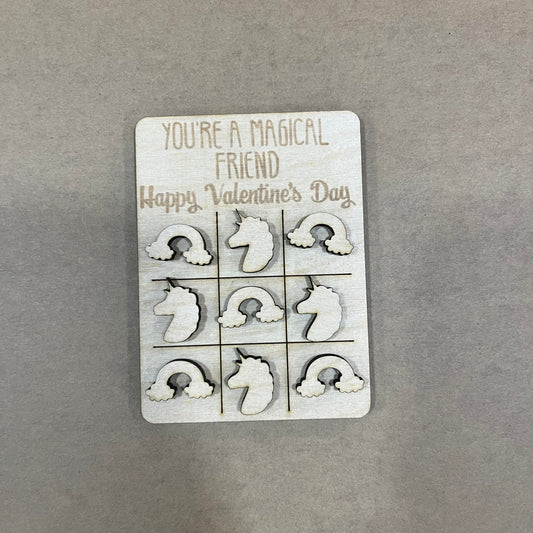 YOU'RE A MAGICAL
FRIEND
Happy Valentine's Day